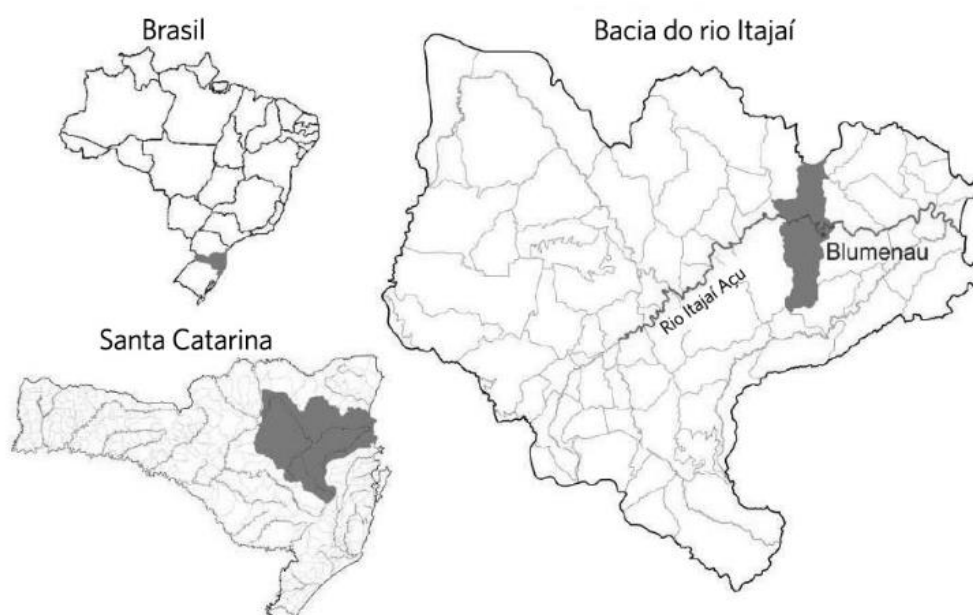 Brasil
Bacia do rio Itajaí
Blumenau
Rio Itajaí Açu
Santa Catarina